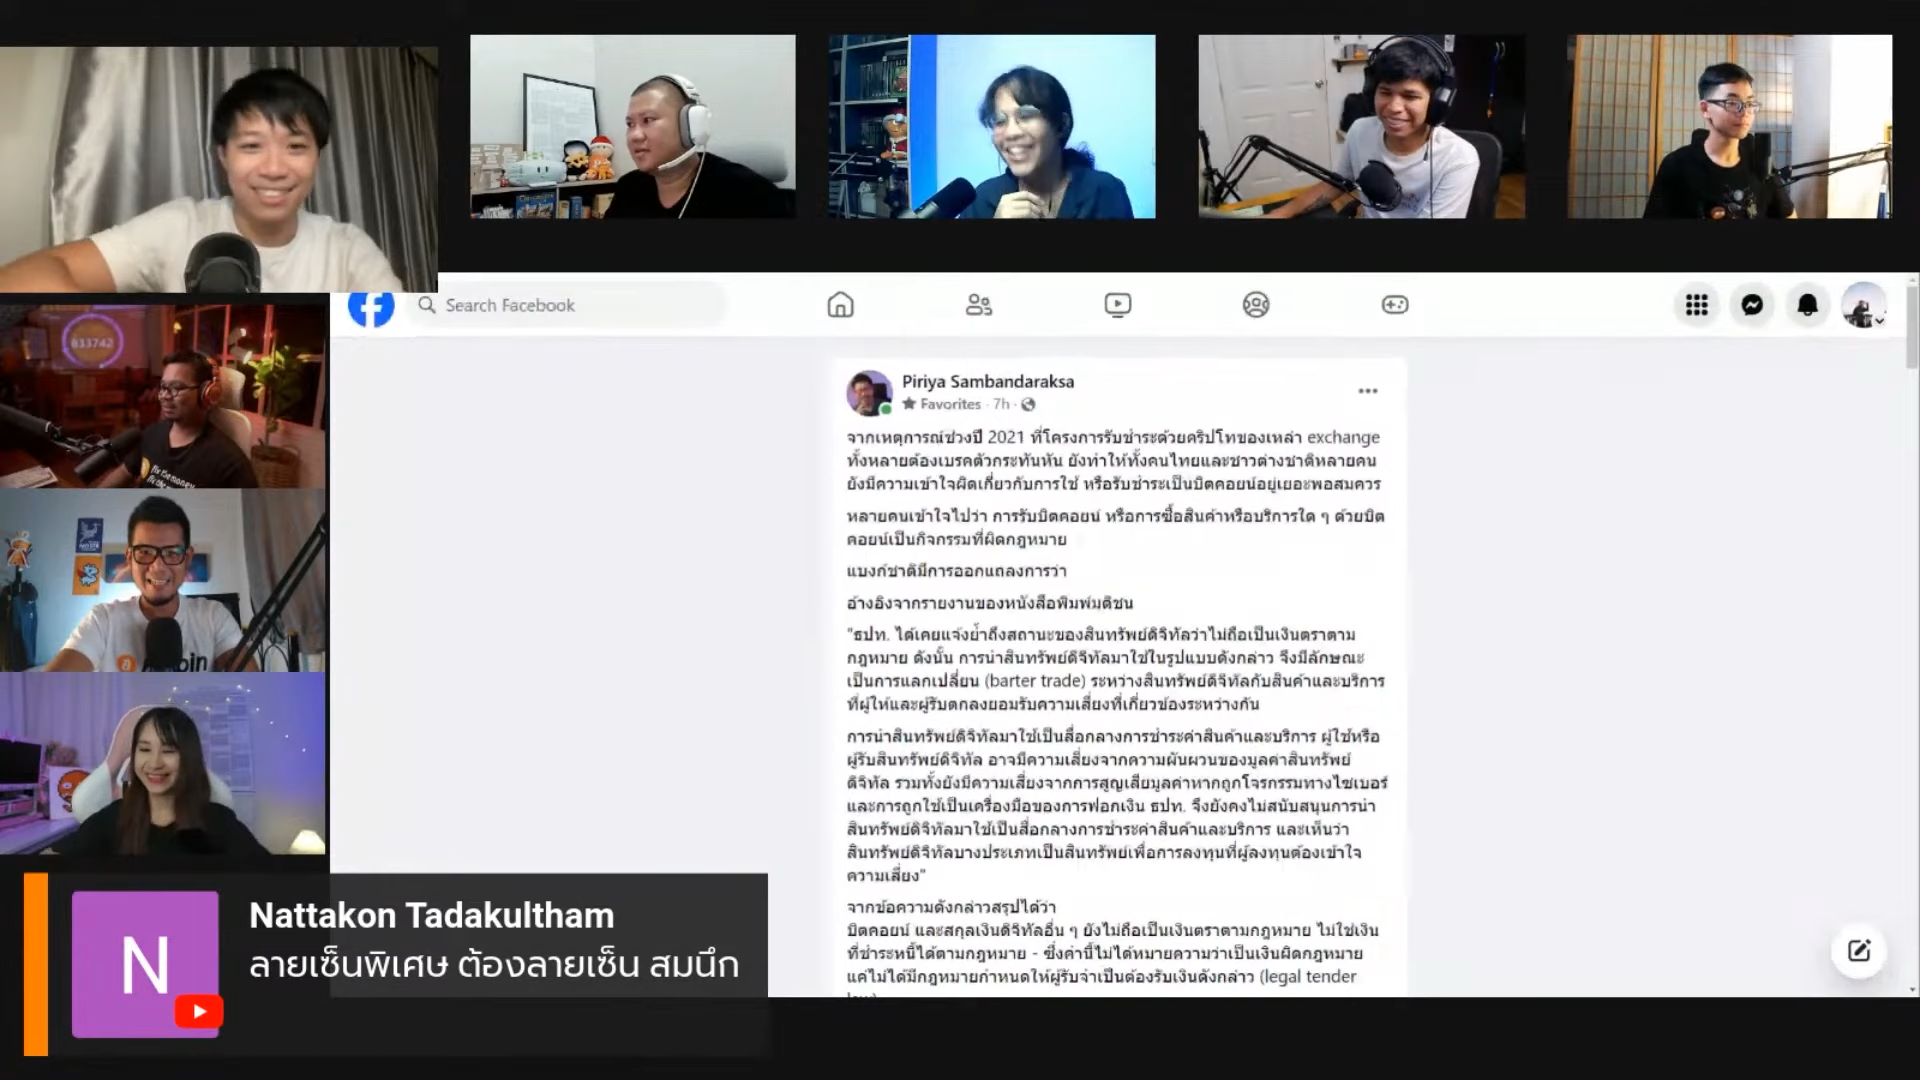 833742
Search Facebook
Piriya Sambandaraksa
Favorites · 7h ·
จากเหตุการณ์ช่วงปี 2021 ที่โครงการรับชำระด้วยคริปโทของเหล่า exchange
ทั้งหลายต้องเบรคตัวกระทันหัน ยังทำให้ทั้งคนไทยและชาวต่างชาติหลายคน
ยังมีความเข้าใจผิดเกี่ยวกับการใช้ หรือรับชำระเป็นบิตคอยน์อยู่เยอะพอสมควร
หลายคนเข้าใจไปว่า การรับบิตคอยน์ หรือการซื้อสินค้าหรือบริการใด ๆ ด้วยบิต
คอยน์เป็นกิจกรรมที่ผิดกฎหมาย
แบงก์ชาติมีการออกแถลงการว่า
อ้างอิงจากรายงานของหนังสือพิมพ์มติชน
"ธปท. ได้เคยแจ้งย้ำถึงสถานะของสินทรัพย์ดิจิทัลว่าไม่ถือเป็นเงินตราตาม
กฎหมาย ดังนั้น การนำสินทรัพย์ดิจิทัลมาใช้ในรูปแบบดังกล่าว จึงมีลักษณะ
เป็นการแลกเปลี่ยน (barter trade) ระหว่างสินทรัพย์ดิจิทัลกับสินค้าและบริการ
ที่ผู้ให้และผู้รับตกลงยอมรับความเสี่ยงที่เกี่ยวข้องระหว่างกัน
การนำสินทรัพย์ดิจิทัลมาใช้เป็นสื่อกลางการชำระค่าสินค้าและบริการ ผู้ใช้หรือ
ผู้รับสินทรัพย์ดิจิทัล อาจมีความเสี่ยงจากความผันผวนของมูลค่าสินทรัพย์
ดิจิทัล รวมทั้งยังมีความเสี่ยงจากการสูญเสียมูลค่าหากถูกโจรกรรมทางไซเบอร์
และการถูกใช้เป็นเครื่องมือของการฟอกเงิน ธปท. จึงยังคงไม่สนับสนุนการนำ
สินทรัพย์ดิจิทัลมาใช้เป็นสื่อกลางการชำระค่าสินค้าและบริการ และเห็นว่า
สินทรัพย์ดิจิทัลบางประเภทเป็นสินทรัพย์เพื่อการลงทุนที่ผู้ลงทุนต้องเข้าใจ
ความเสี่ยง"
จากข้อความดังกล่าวสรุปได้ว่า
บิตคอยน์ และสกุลเงินดิจิทัลอื่น ๆ ยังไม่ถือเป็นเงินตราตามกฎหมาย ไม่ใช่เงิน
ที่ชำระหนี้ได้ตามกฎหมาย - ซึ่งคำนี้ไม่ได้หมายความว่าเป็นเงินผิดกฎหมาย
แค่ไม่ได้มีกฎหมายกำหนดให้ผู้รับจำเป็นต้องรับเงินดังกล่าว (legal tender
N
Nattakon Tadakultham
ลายเซ็นพิเศษ ต้องลายเซ็น สมนึก